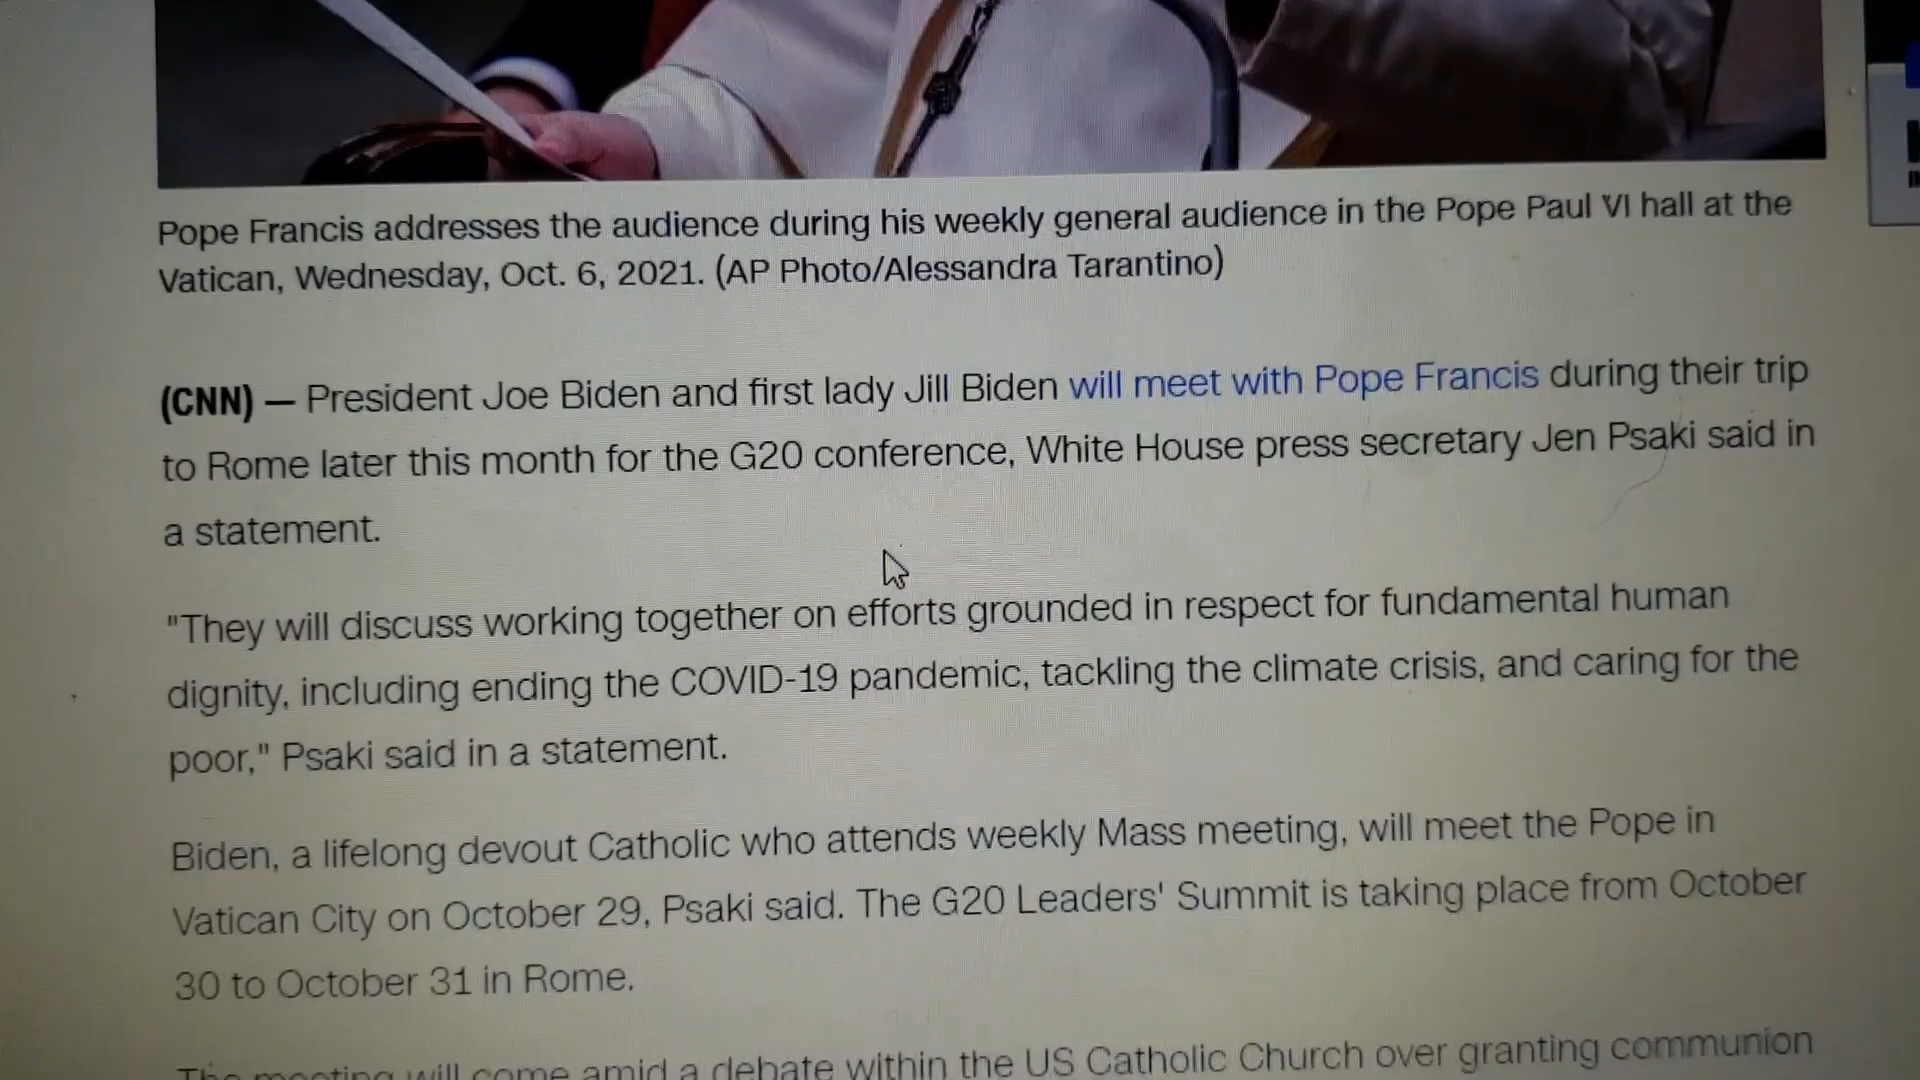 Pope Francis addresses the audience during his weekly general audience in the Pope Paul VI hall at the
Vatican, Wednesday, Oct. 6, 2021. (AP Photo/Alessandra Tarantino)
(CNN) — President Joe Biden and first lady Jill Biden will meet with Pope Francis during their trip
to Rome later this month for the G20 conference, White House press secretary Jen Psaki said in
a statement.
"They will discuss working together on efforts grounded in respect for fundamental human
dignity, including ending the COVID-19 pandemic, tackling the climate crisis, and caring for the
poor," Psaki said in a statement.
Biden, a lifelong devout Catholic who attends weekly Mass meeting, will meet the Pope in
Vatican City on October 29, Psaki said. The G20 Leaders' Summit is taking place from October
30 to October 31 in Rome.
The meeting will come amid a debate within the US Catholic Church over granting communion